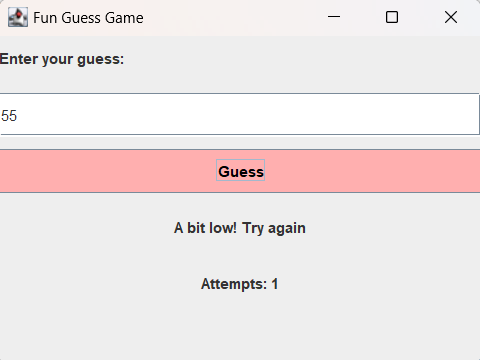 Fun Guess Game
Enter your guess:
55
Guess
A bit low! Try again
Attempts: 1